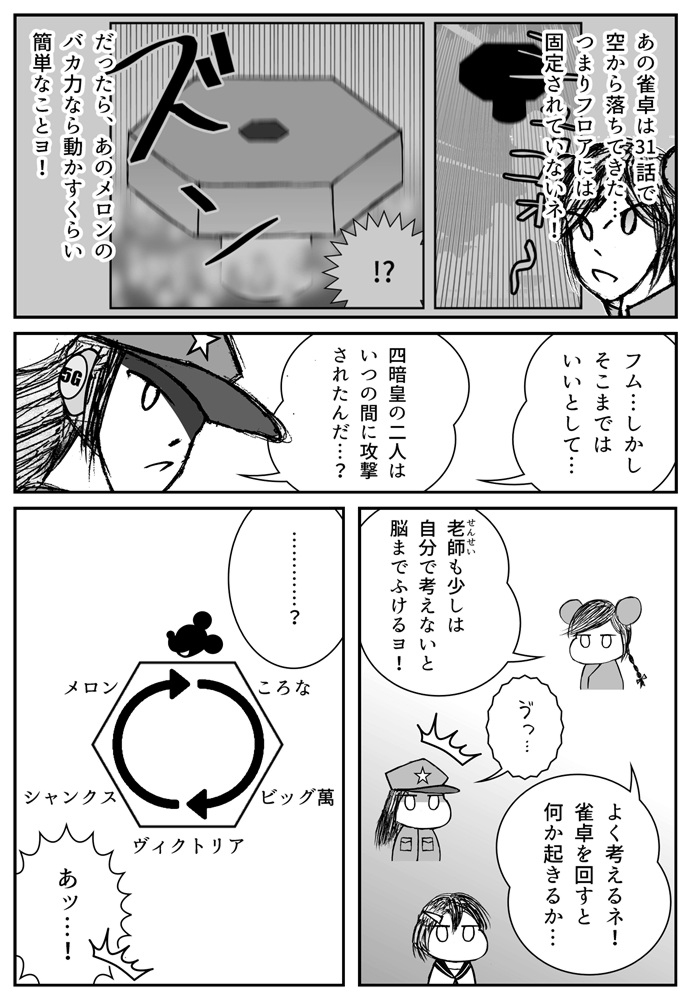 あの雀卓は31話で
空から落ちてきた…
つまりフロアには
固定されていないネ！
ズン
!?
だったら、あのメロンの
バカ力なら動かすくらい
簡単なことヨ！
フム…しかし
そこまでは
いいとして…
四暗皇の二人は
いつの間に攻撃
されたんだ…？
5G
老師も少しは
せんせい
自分で考えないと
脳までふけるヨ！
ゔっ…
よく考えるネ！
雀卓を回すと
何か起きるか…
…………？
メロン
ころな
シャンクス
ビッグ萬
ヴィクトリア
あッ…！